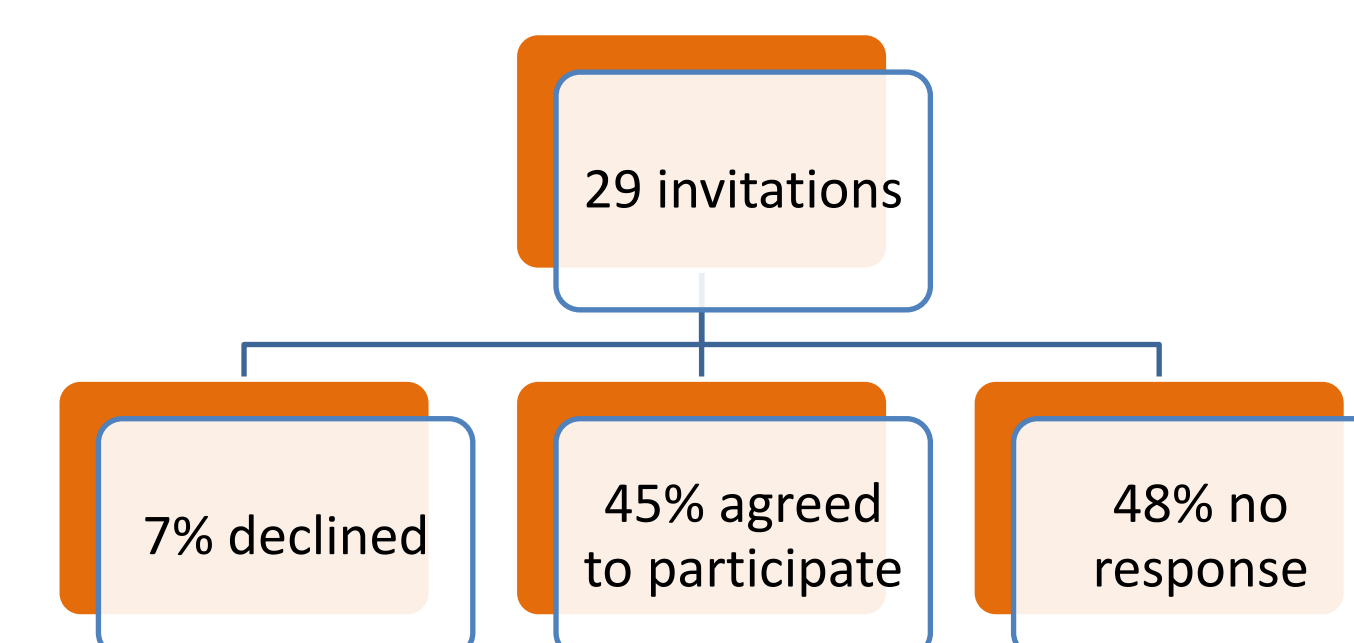 29 invitations
7% declined
45% agreed
to participate
48% no
response